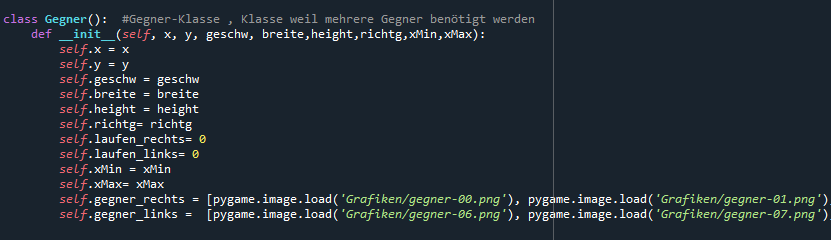 class Gegner():  #Gegner-Klasse , Klasse weil mehrere Gegner benötigt werden
    def __init__(self, x, y, geschw, breite,height,richtg,xMin,xMax):
        self.x = x
        self.y = y
        self.geschw = geschw
        self.breite = breite
        self.height = height
        self.richtg= richtg
        self.laufen_rechts= 0
        self.laufen_links= 0
        self.xMin = xMin
        self.xMax= xMax
        self.gegner_rechts = [pygame.image.load('Grafiken/gegner-00.png'), pygame.image.load('Grafiken/gegner-01.png')
        self.gegner_links =  [pygame.image.load('Grafiken/gegner-06.png'), pygame.image.load('Grafiken/gegner-07.png')